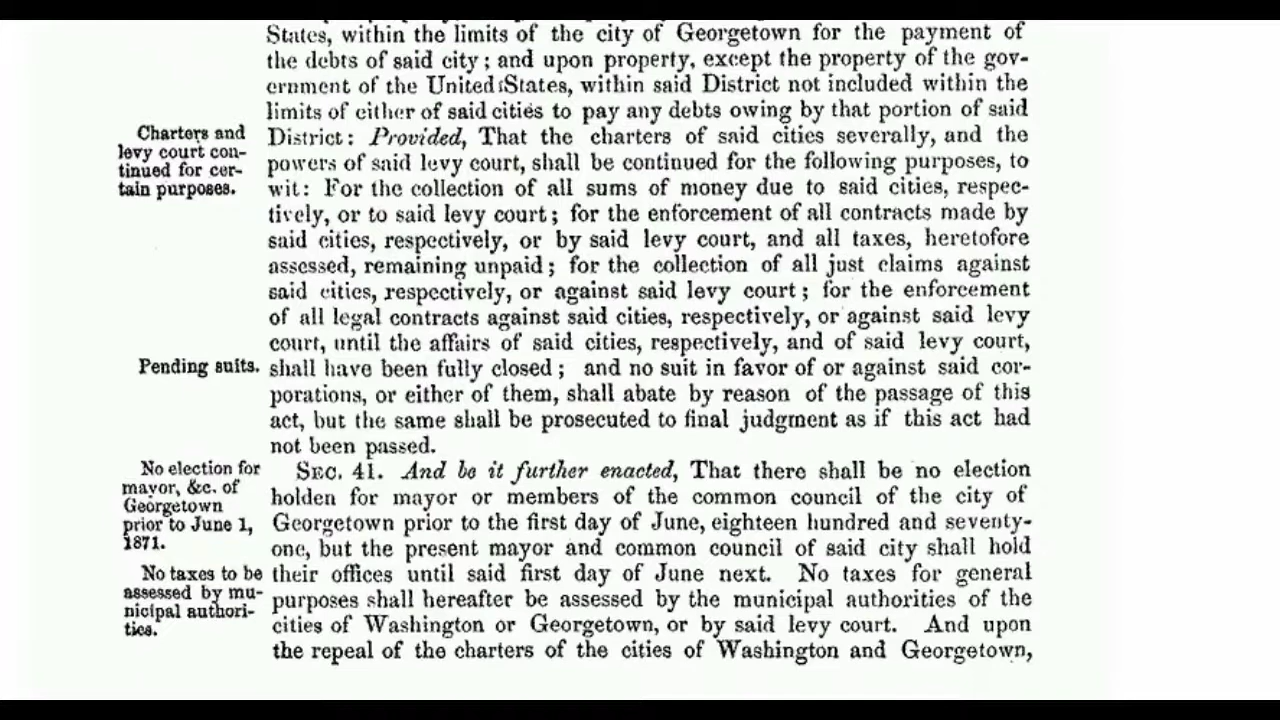 States, within the limits of the city of Georgetown for the payment of
the debts of said city; and upon property, except the property of the gov-
ernment of the United States, within said District not included within the
limits of either of said cities to pay any debts owing by that portion of said
Charters and
levy court con-
tinued for cer-
tain purposes.
District: Provided, That the charters of said cities severally, and the
powers of said levy court, shall be continued for the following purposes, to
wit: For the collection of all sums of money due to said cities, respec-
tively, or to said levy court; for the enforcement of all contracts made by
said cities, respectively, or by said levy court, and all taxes, heretofore
assessed, remaining unpaid; for the collection of all just claims against
said cities, respectively, or against said levy court; for the enforcement
of all legal contracts against said cities, respectively, or against said levy
court, until the affairs of said cities, respectively, and of said levy court,
Pending suits.
shall have been fully closed; and no suit in favor of or against said cor-
porations, or either of them, shall abate by reason of the passage of this
act, but the same shall be prosecuted to final judgment as if this act had
not been passed.
No election for
mayor, &c. of
Georgetown
prior to June 1,
1871.
SEC. 41. And be it further enacted, That there shall be no election
holden for mayor or members of the common council of the city of
Georgetown prior to the first day of June, eighteen hundred and seventy-
one, but the present mayor and common council of said city shall hold
No taxes to be
assessed by mu-
nicipal authori-
ties.
their offices until said first day of June next. No taxes for general
purposes shall hereafter be assessed by the municipal authorities of the
cities of Washington or Georgetown, or by said levy court. And upon
the repeal of the charters of the cities of Washington and Georgetown,